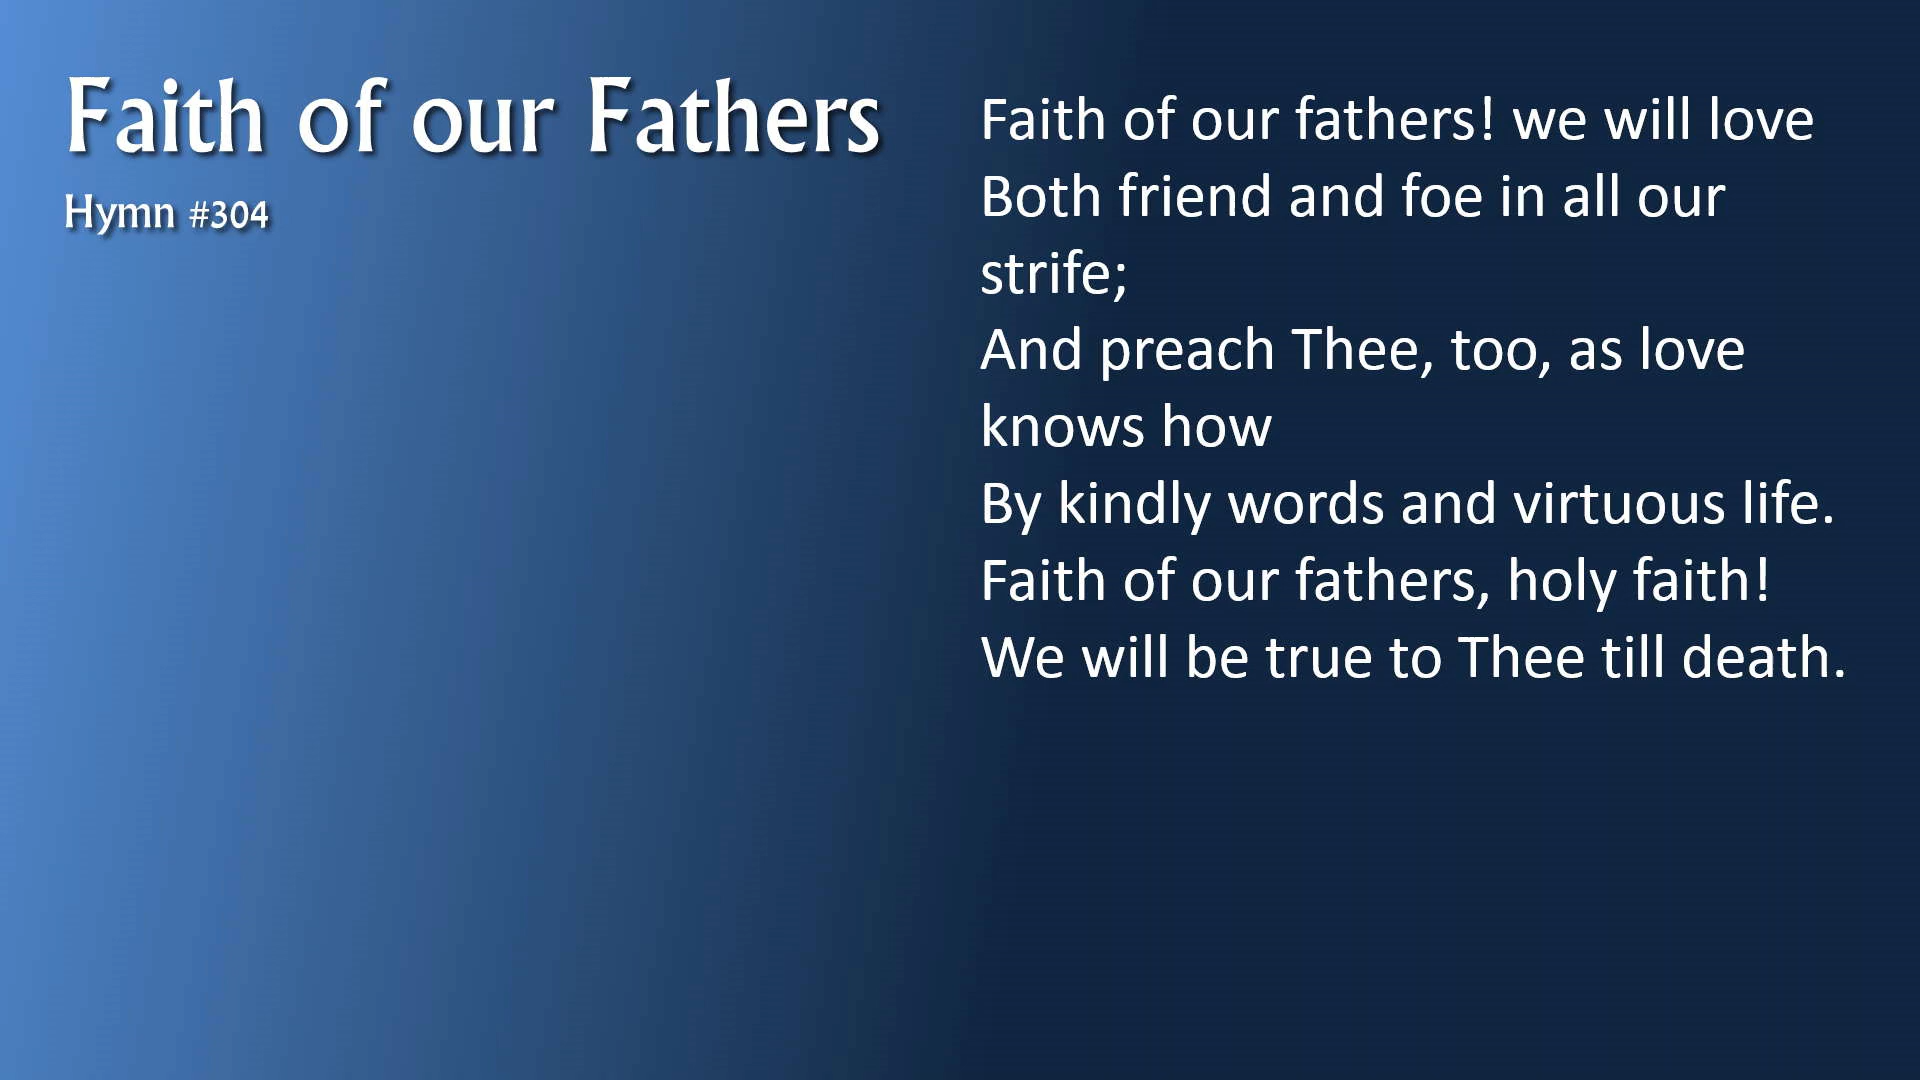 Faith of our Fathers
Hymn #304
Faith of our fathers! we will love
Both friend and foe in all our
strife;
And preach Thee, too, as love
knows how
By kindly words and virtuous life.
Faith of our fathers, holy faith!
We will be true to Thee till death.